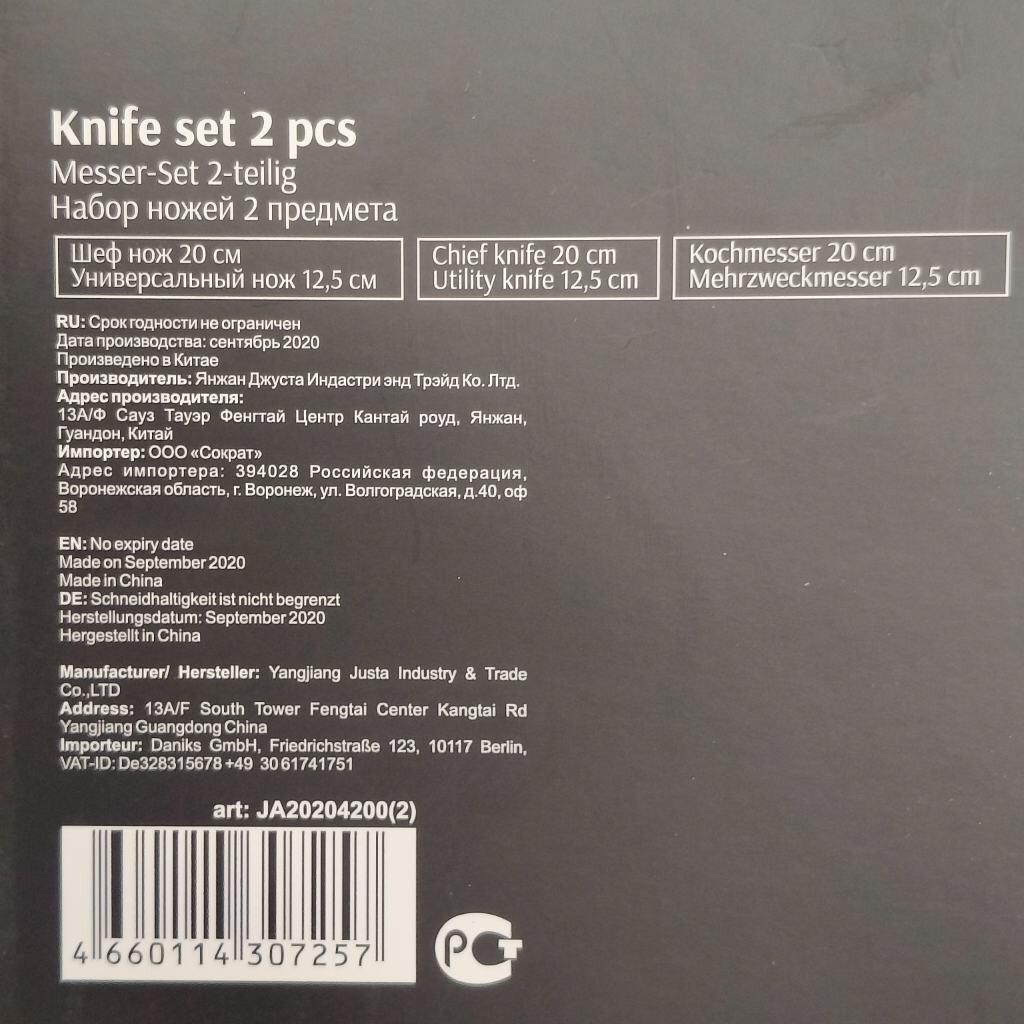 Knife set 2 pcs
Messer-Set 2-teilig
Набор ножей 2 предмета
Шеф нож 20 см
Универсальный нож 12,5 см
Chief knife 20 cm
Utility knife 12,5 cm
Kochmesser 20 cm
Mehrzweckmesser 12,5 cm
RU: Срок годности не ограничен
Дата производства: сентябрь 2020
Произведено в Китае
Производитель: Янжан Джуста Индастри энд Трэйд Ко. Лтд.
Адрес производителя:
13А/Ф Сауз Тауэр Фенгтай Центр Кантай роуд, Янжан,
Гуандон, Китай
Импортер: ООО «Сократ»
Адрес импортера: 394028 Российская федерация,
Воронежская область, г. Воронеж, ул. Волгоградская, д.40, оф
58
EN: No expiry date
Made on September 2020
Made in China
DE: Schneidhaltigkeit ist nicht begrenzt
Herstellungsdatum: September 2020
Hergestellt in China
Manufacturer/ Hersteller: Yangjiang Justa Industry & Trade
Co.,LTD
Address: 13A/F South Tower Fengtai Center Kangtai Rd
Yangjiang Guangdong China
Importeur: Daniks GmbH, Friedrichstraße 123, 10117 Berlin,
VAT-ID: De328315678 +49 30 61741751
art: JA20204200(2)
4 660114 307257
РСТ